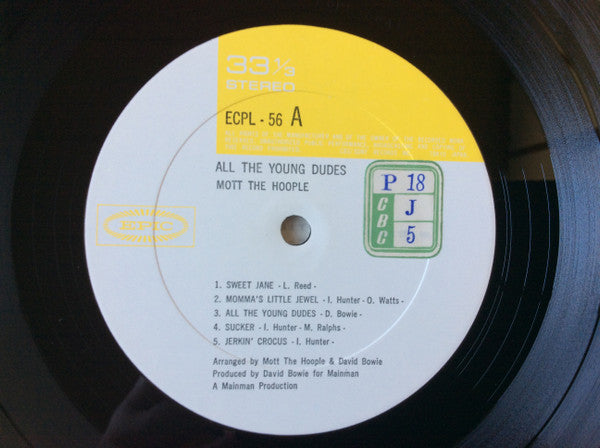 33 1/3
STEREO
ECPL - 56 A
ALL THE YOUNG DUDES
MOTT THE HOOPLE
P 18
CBC J
5
EPIC
1. SWEET JANE - L. Reed -
2. MOMMA'S LITTLE JEWEL - I. Hunter - O. Watts -
3. ALL THE YOUNG DUDES - D. Bowie -
4. SUCKER - I. Hunter - M. Ralphs -
5. JERKIN' CROCUS - I. Hunter -
Arranged by Mott The Hoople & David Bowie
Produced by David Bowie for Mainman
A Mainman Production